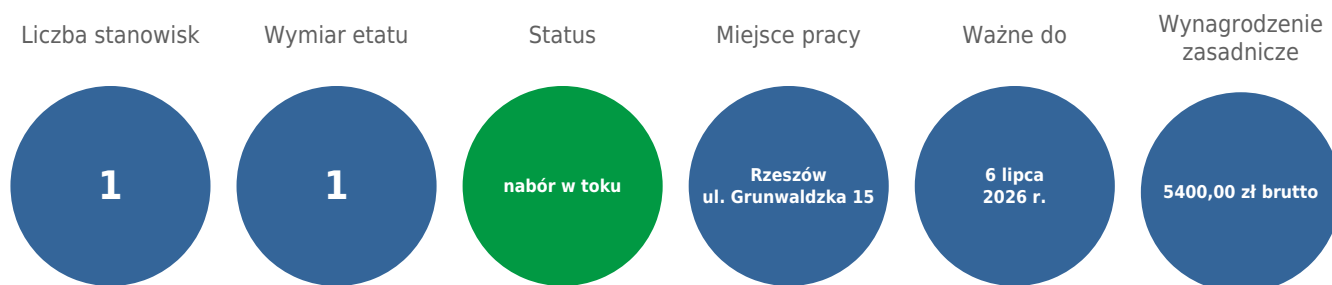 Liczba stanowisk
1
Wymiar etatu
1
Status
nabór w toku
Miejsce pracy
Rzeszów
ul. Grunwaldzka 15
Ważne do
6 lipca
2026 r.
Wynagrodzenie
zasadnicze
5400,00 zł brutto